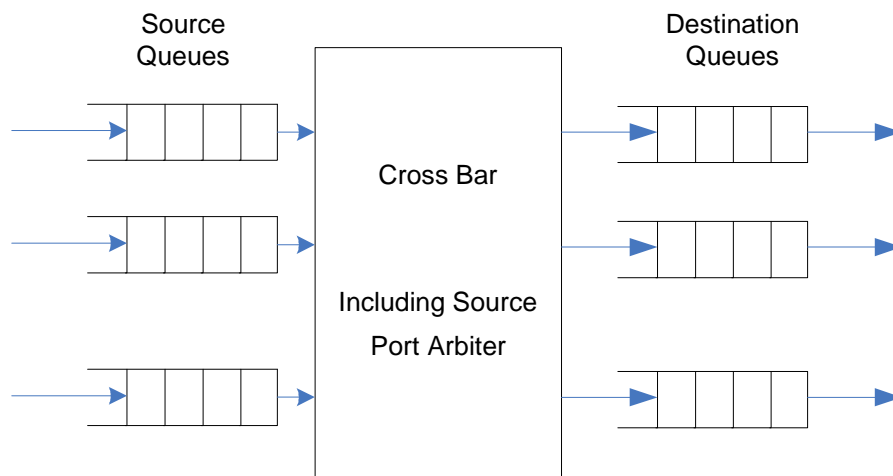 Source
Queues
Destination
Queues
Cross Bar
Including Source
Port Arbiter